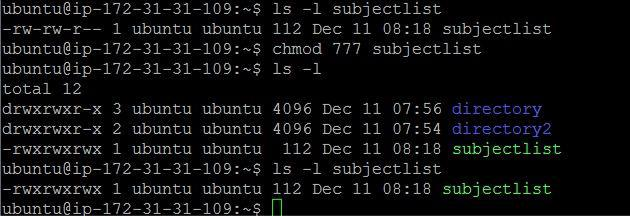 ubuntu@ip-172-31-31-109:~$ ls -l subjectlist
-rw-rw-r-- 1 ubuntu ubuntu 112 Dec 11 08:18 subjectlist
ubuntu@ip-172-31-31-109:~$ chmod 777 subjectlist
ubuntu@ip-172-31-31-109:~$ ls -l
total 12
drwxrwxr-x 3 ubuntu ubuntu 4096 Dec 11 07:56 directory
drwxrwxr-x 2 ubuntu ubuntu 4096 Dec 11 07:54 directory2
-rwxrwxrwx 1 ubuntu ubuntu  112 Dec 11 08:18 subjectlist
ubuntu@ip-172-31-31-109:~$ ls -l subjectlist
-rwxrwxrwx 1 ubuntu ubuntu 112 Dec 11 08:18 subjectlist
ubuntu@ip-172-31-31-109:~$